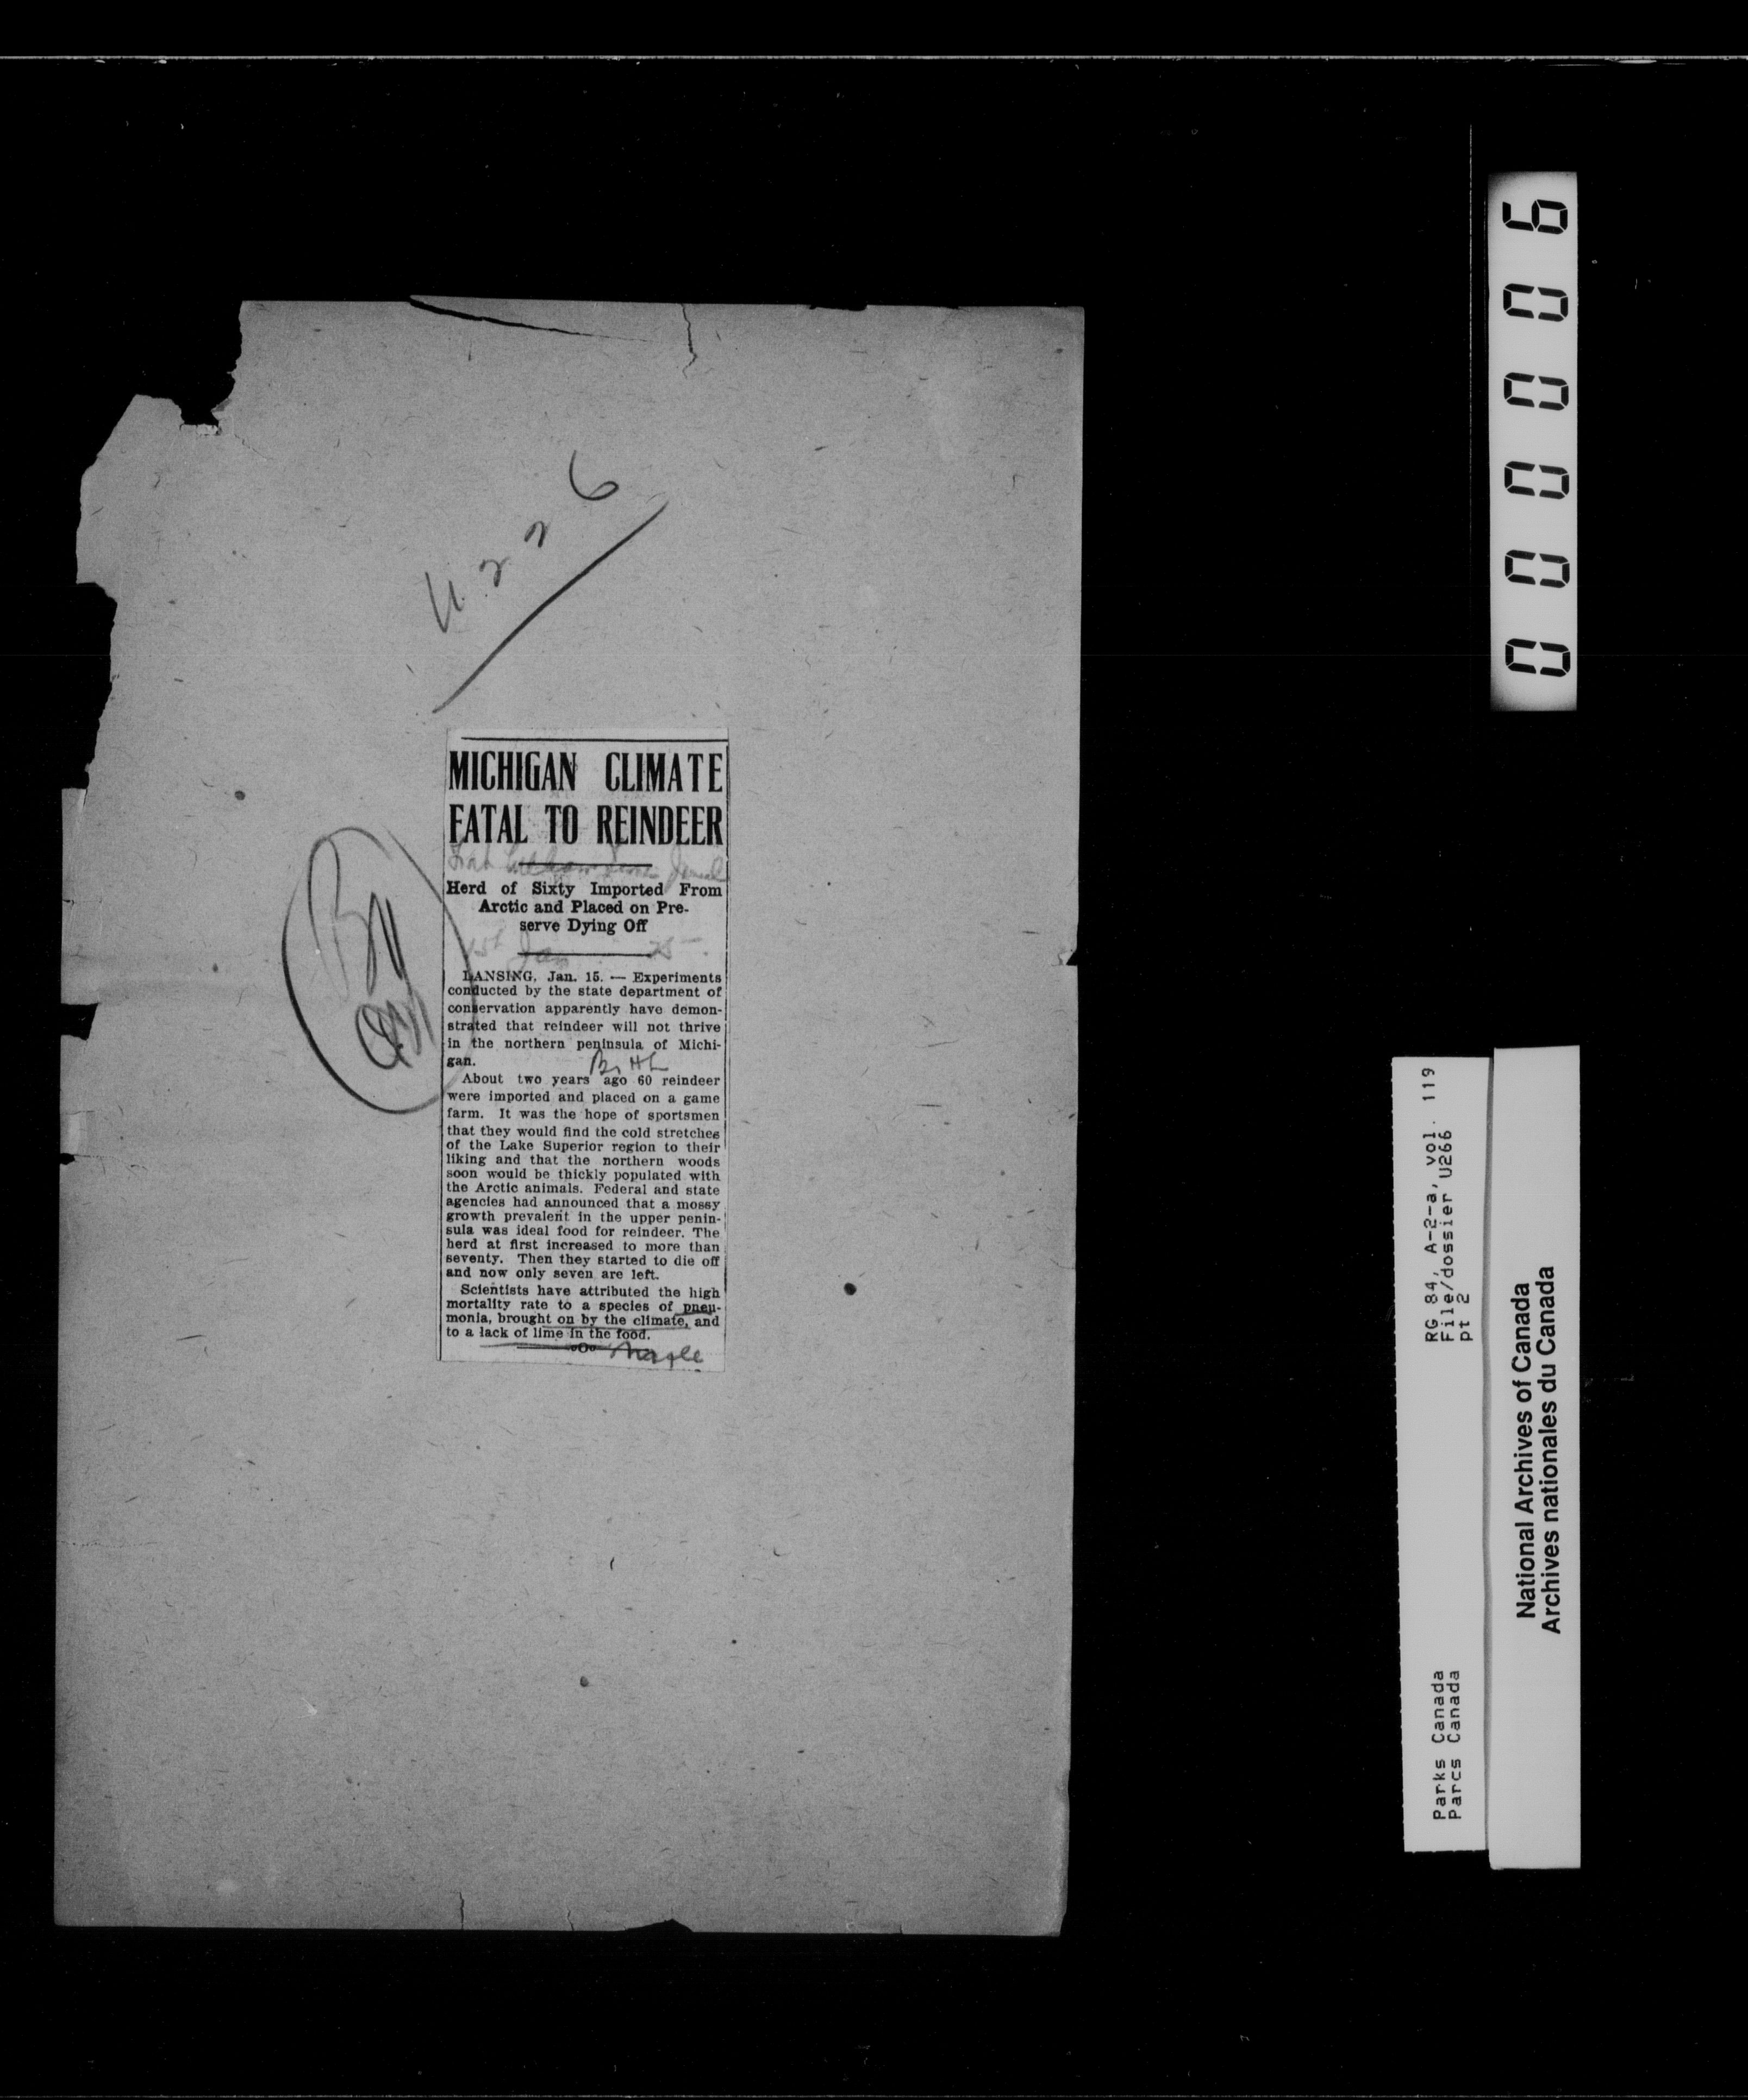 U.226
MICHIGAN CLIMATE
FATAL TO REINDEER
Herd of Sixty Imported From
Arctic and Placed on Pre-
serve Dying Off
15 Jan 25
LANSING, Jan. 15. — Experiments
conducted by the state department of
conservation apparently have demon-
strated that reindeer will not thrive
in the northern peninsula of Michi-
gan.
About two years ago 60 reindeer
were imported and placed on a game
farm. It was the hope of sportsmen
that they would find the cold stretches
of the Lake Superior region to their
liking and that the northern woods
soon would be thickly populated with
the Arctic animals. Federal and state
agencies had announced that a mossy
growth prevalent in the upper penin-
sula was ideal food for reindeer. The
herd at first increased to more than
seventy. Then they started to die off
and now only seven are left.
Scientists have attributed the high
mortality rate to a species of pneu-
monia, brought on by the climate, and
to a lack of lime in the food.
000006
RG 84, A-2-a, vol. 119
File/dossier U266
pt 2
Parks Canada
Parcs Canada
National Archives of Canada
Archives nationales du Canada